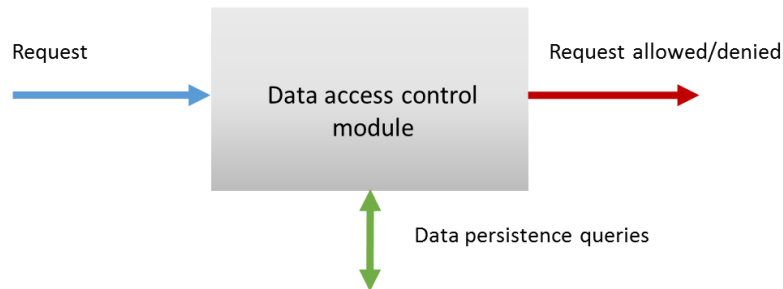 Request
Request allowed/denied
Data access control
module
Data persistence queries